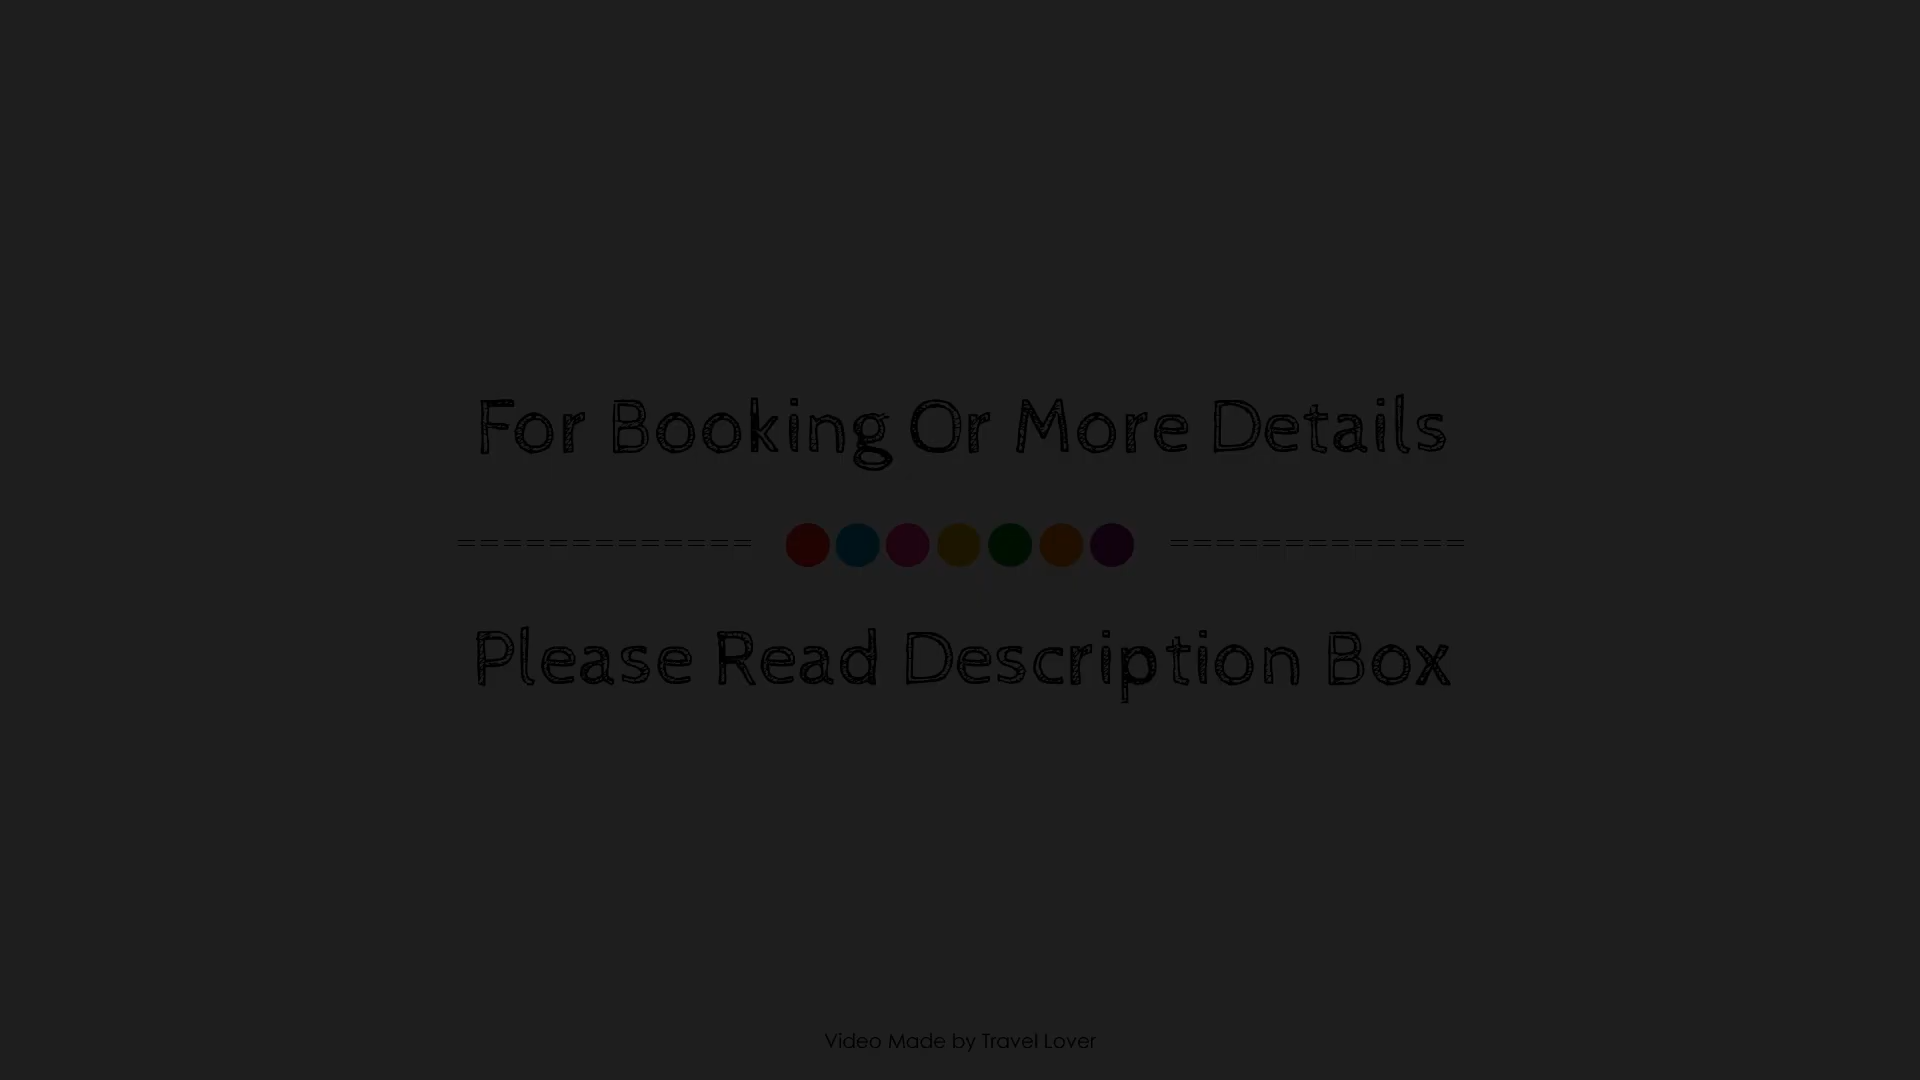 For Booking Or More Details
============= =============
Please Read Description Box
Video Made by Travel Lover